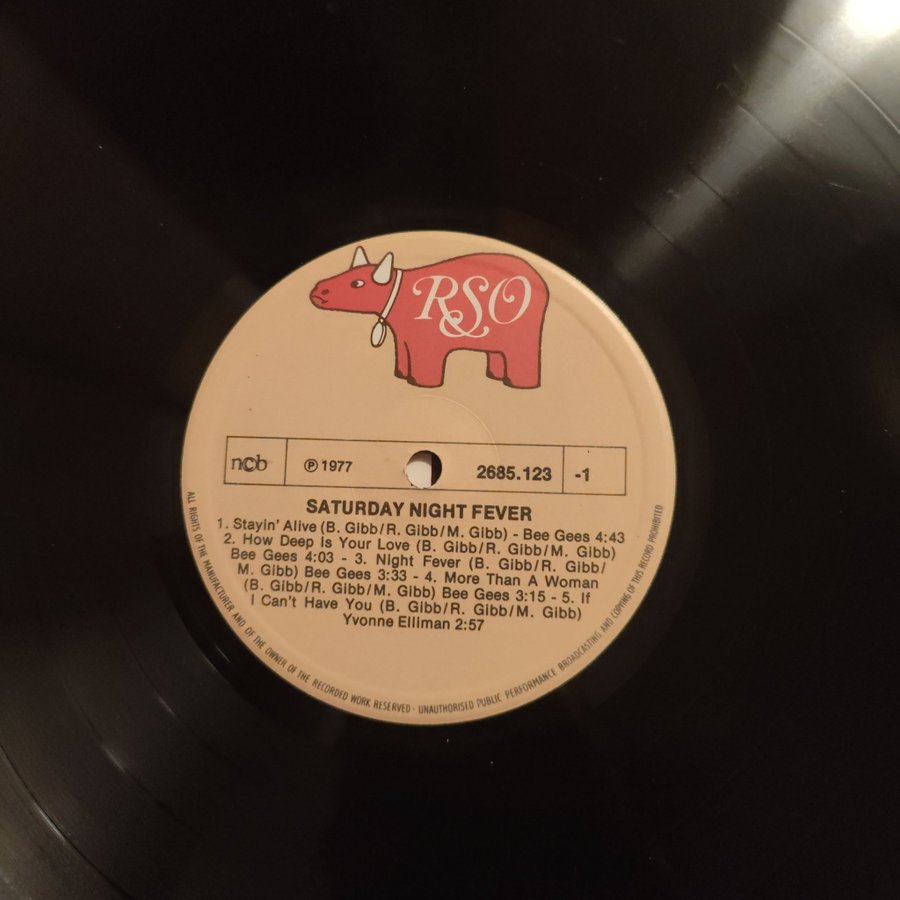 RSO
ncb
℗ 1977
2685.123
-1
SATURDAY NIGHT FEVER
1. Stayin' Alive (B. Gibb/R. Gibb/M. Gibb) - Bee Gees 4:43
2. How Deep Is Your Love (B. Gibb/R. Gibb/M. Gibb)
Bee Gees 4:03 - 3. Night Fever (B. Gibb/R. Gibb/
M. Gibb) Bee Gees 3:33 - 4. More Than A Woman
(B. Gibb/R. Gibb/M. Gibb) Bee Gees 3:15 - 5. If
I Can't Have You (B. Gibb/R. Gibb/M. Gibb)
Yvonne Elliman 2:57
ALL RIGHTS OF THE MANUFACTURER AND OF THE OWNER OF THE RECORDED WORK RESERVED · UNAUTHORISED PUBLIC PERFORMANCE BROADCASTING AND COPYING OF THIS RECORD PROHIBITED